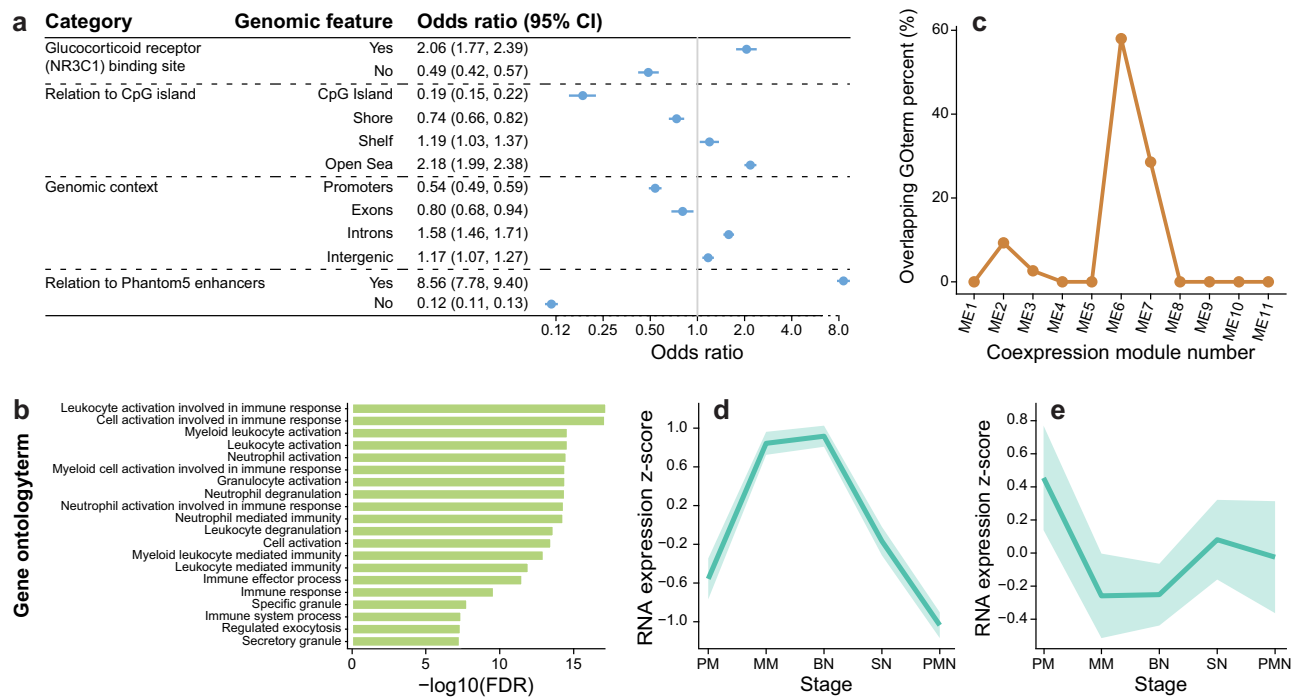 a
Category Genomic feature Odds ratio (95% CI)
Glucocorticoid receptor Yes 2.06 (1.77, 2.39)
(NR3C1) binding site No 0.49 (0.42, 0.57)
Relation to CpG island CpG Island 0.19 (0.15, 0.22)
Shore 0.74 (0.66, 0.82)
Shelf 1.19 (1.03, 1.37)
Open Sea 2.18 (1.99, 2.38)
Genomic context Promoters 0.54 (0.49, 0.59)
Exons 0.80 (0.68, 0.94)
Introns 1.58 (1.46, 1.71)
Intergenic 1.17 (1.07, 1.27)
Relation to Phantom5 enhancers Yes 8.56 (7.78, 9.40)
No 0.12 (0.11, 0.13)
0.12 0.25 0.50 1.0 2.0 4.0 8.0
Odds ratio
c
Overlapping GOterm percent (%)
60
40
20
0
ME1 ME2 ME3 ME4 ME5 ME6 ME7 ME8 ME9 ME10 ME11
Coexpression module number
b
Gene ontologyterm
Leukocyte activation involved in immune response
Cell activation involved in immune response
Myeloid leukocyte activation
Leukocyte activation
Neutrophil activation
Myeloid cell activation involved in immune response
Granulocyte activation
Neutrophil degranulation
Neutrophil activation involved in immune response
Neutrophil mediated immunity
Leukocyte degranulation
Cell activation
Myeloid leukocyte mediated immunity
Leukocyte mediated immunity
Immune effector process
Immune response
Specific granule
Immune system process
Regulated exocytosis
Secretory granule
0 5 10 15
−log10(FDR)
d
RNA expression z-score
1.0
0.6
−0.2
−0.6
−1.0
PM MM BN SN PMN
Stage
e
RNA expression z-score
0.8
0.4
0.2
0.0
−0.4
PM MM BN SN PMN
Stage